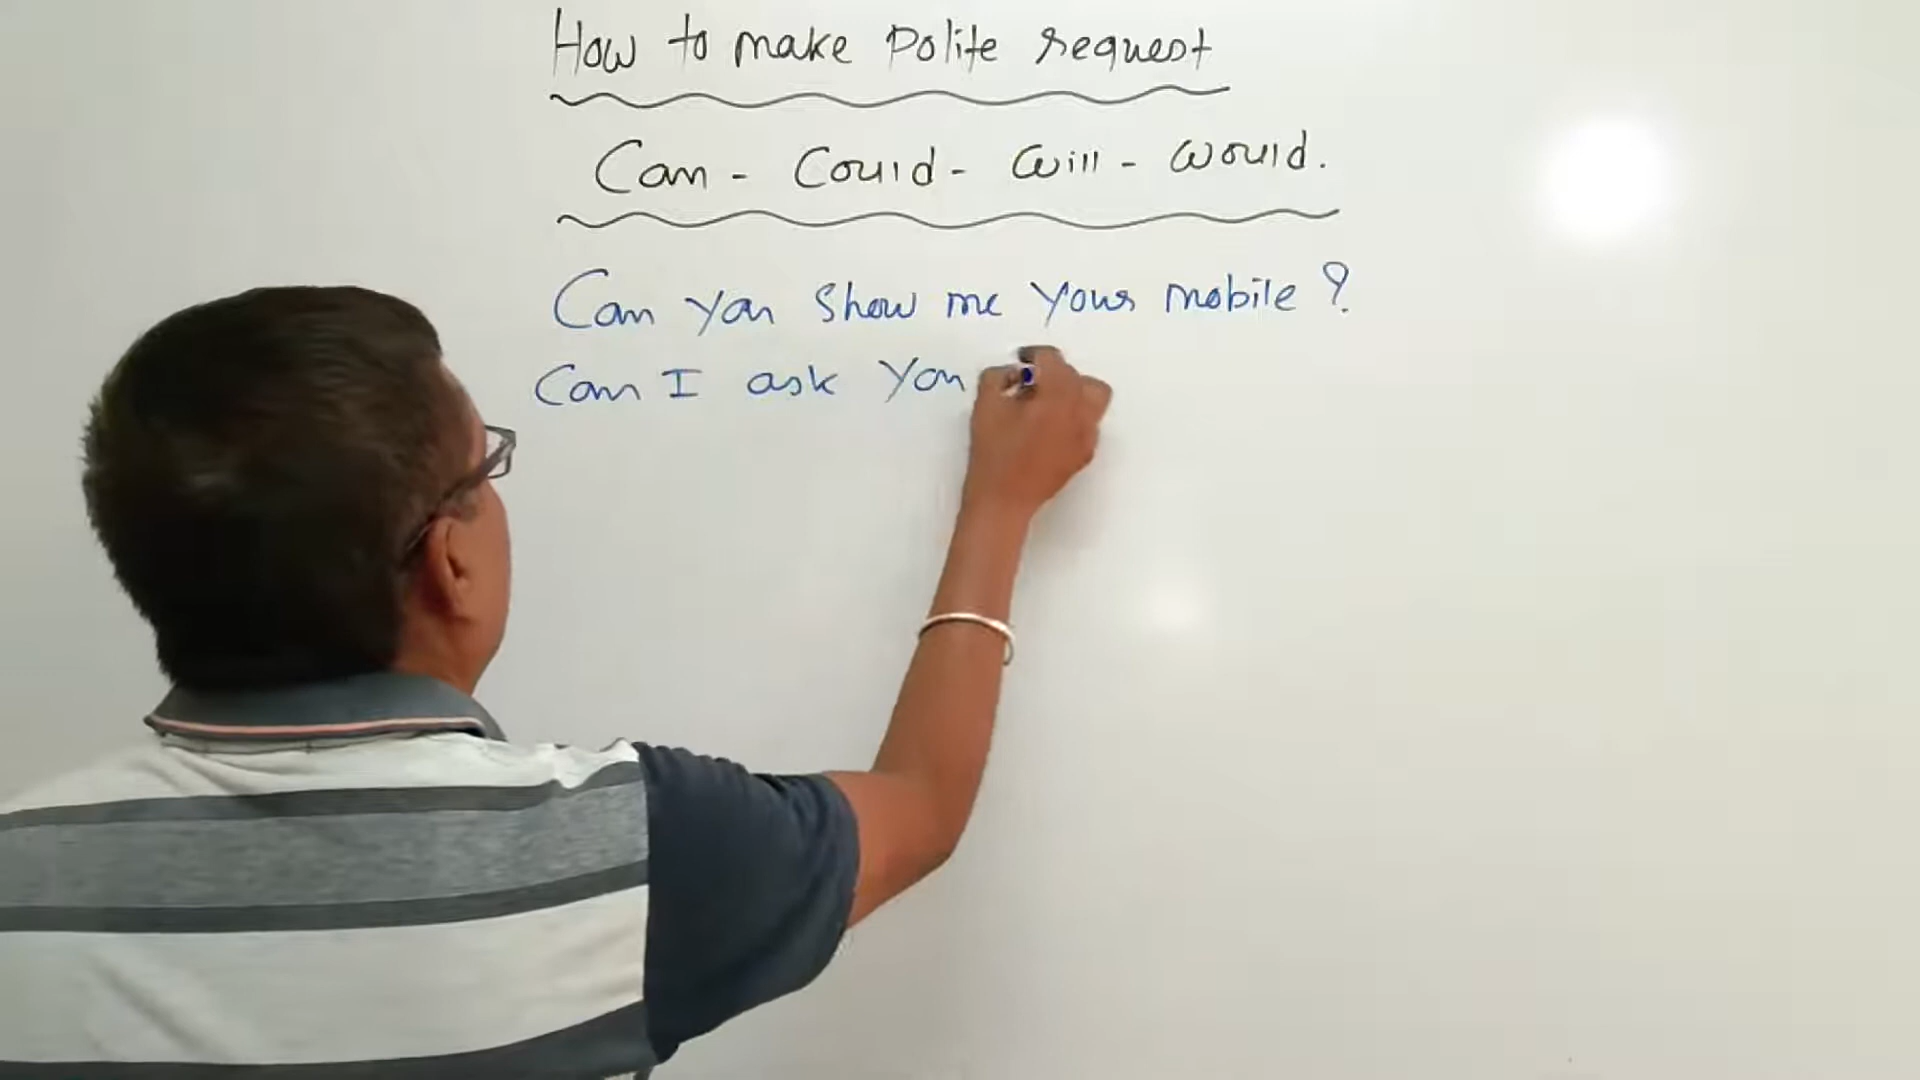 How to make Polite request
Can - Could - Will - Would.
Can you show me your mobile ?
Can I ask you